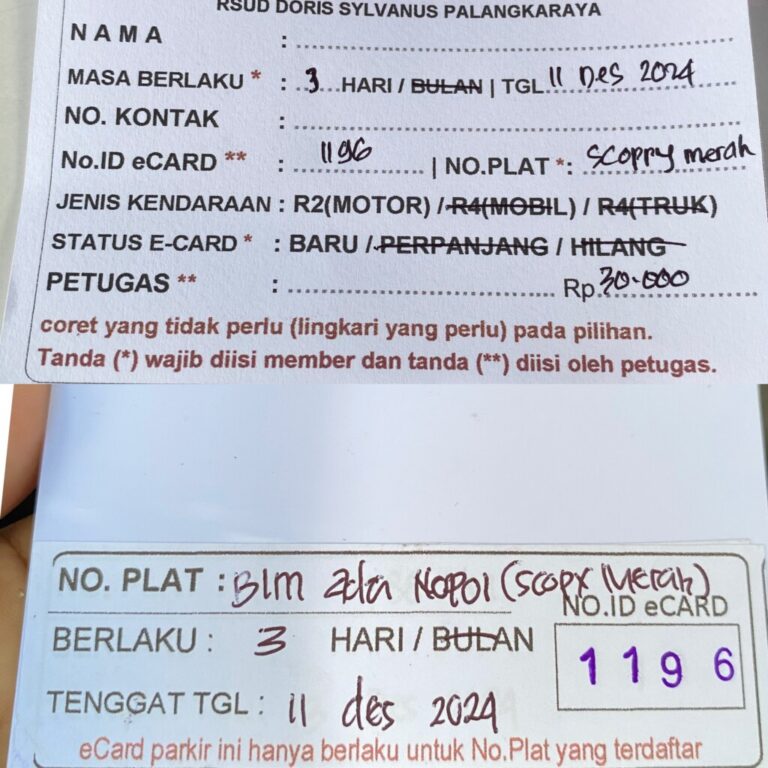 RSUD DORIS SYLVANUS PALANGKARAYA
NAMA :
MASA BERLAKU * : 3 HARI / BULAN | TGL 11 Des 2024
NO. KONTAK :
No.ID eCARD ** : 1196 | NO.PLAT *: Scoppy merah
JENIS KENDARAAN : R2(MOTOR) / R4(MOBIL) / R4(TRUK)
STATUS E-CARD * : BARU / PERPANJANG / HILANG
PETUGAS ** : Rp. 30.000
coret yang tidak perlu (lingkari yang perlu) pada pilihan.
Tanda (*) wajib diisi member dan tanda (**) diisi oleh petugas.
NO. PLAT : Blm ada Nopol (Scopy Merah)
NO.ID eCARD
BERLAKU : 3 HARI / BULAN
1196
TENGGAT TGL : 11 des 2024
eCard parkir ini hanya berlaku untuk No.Plat yang terdaftar